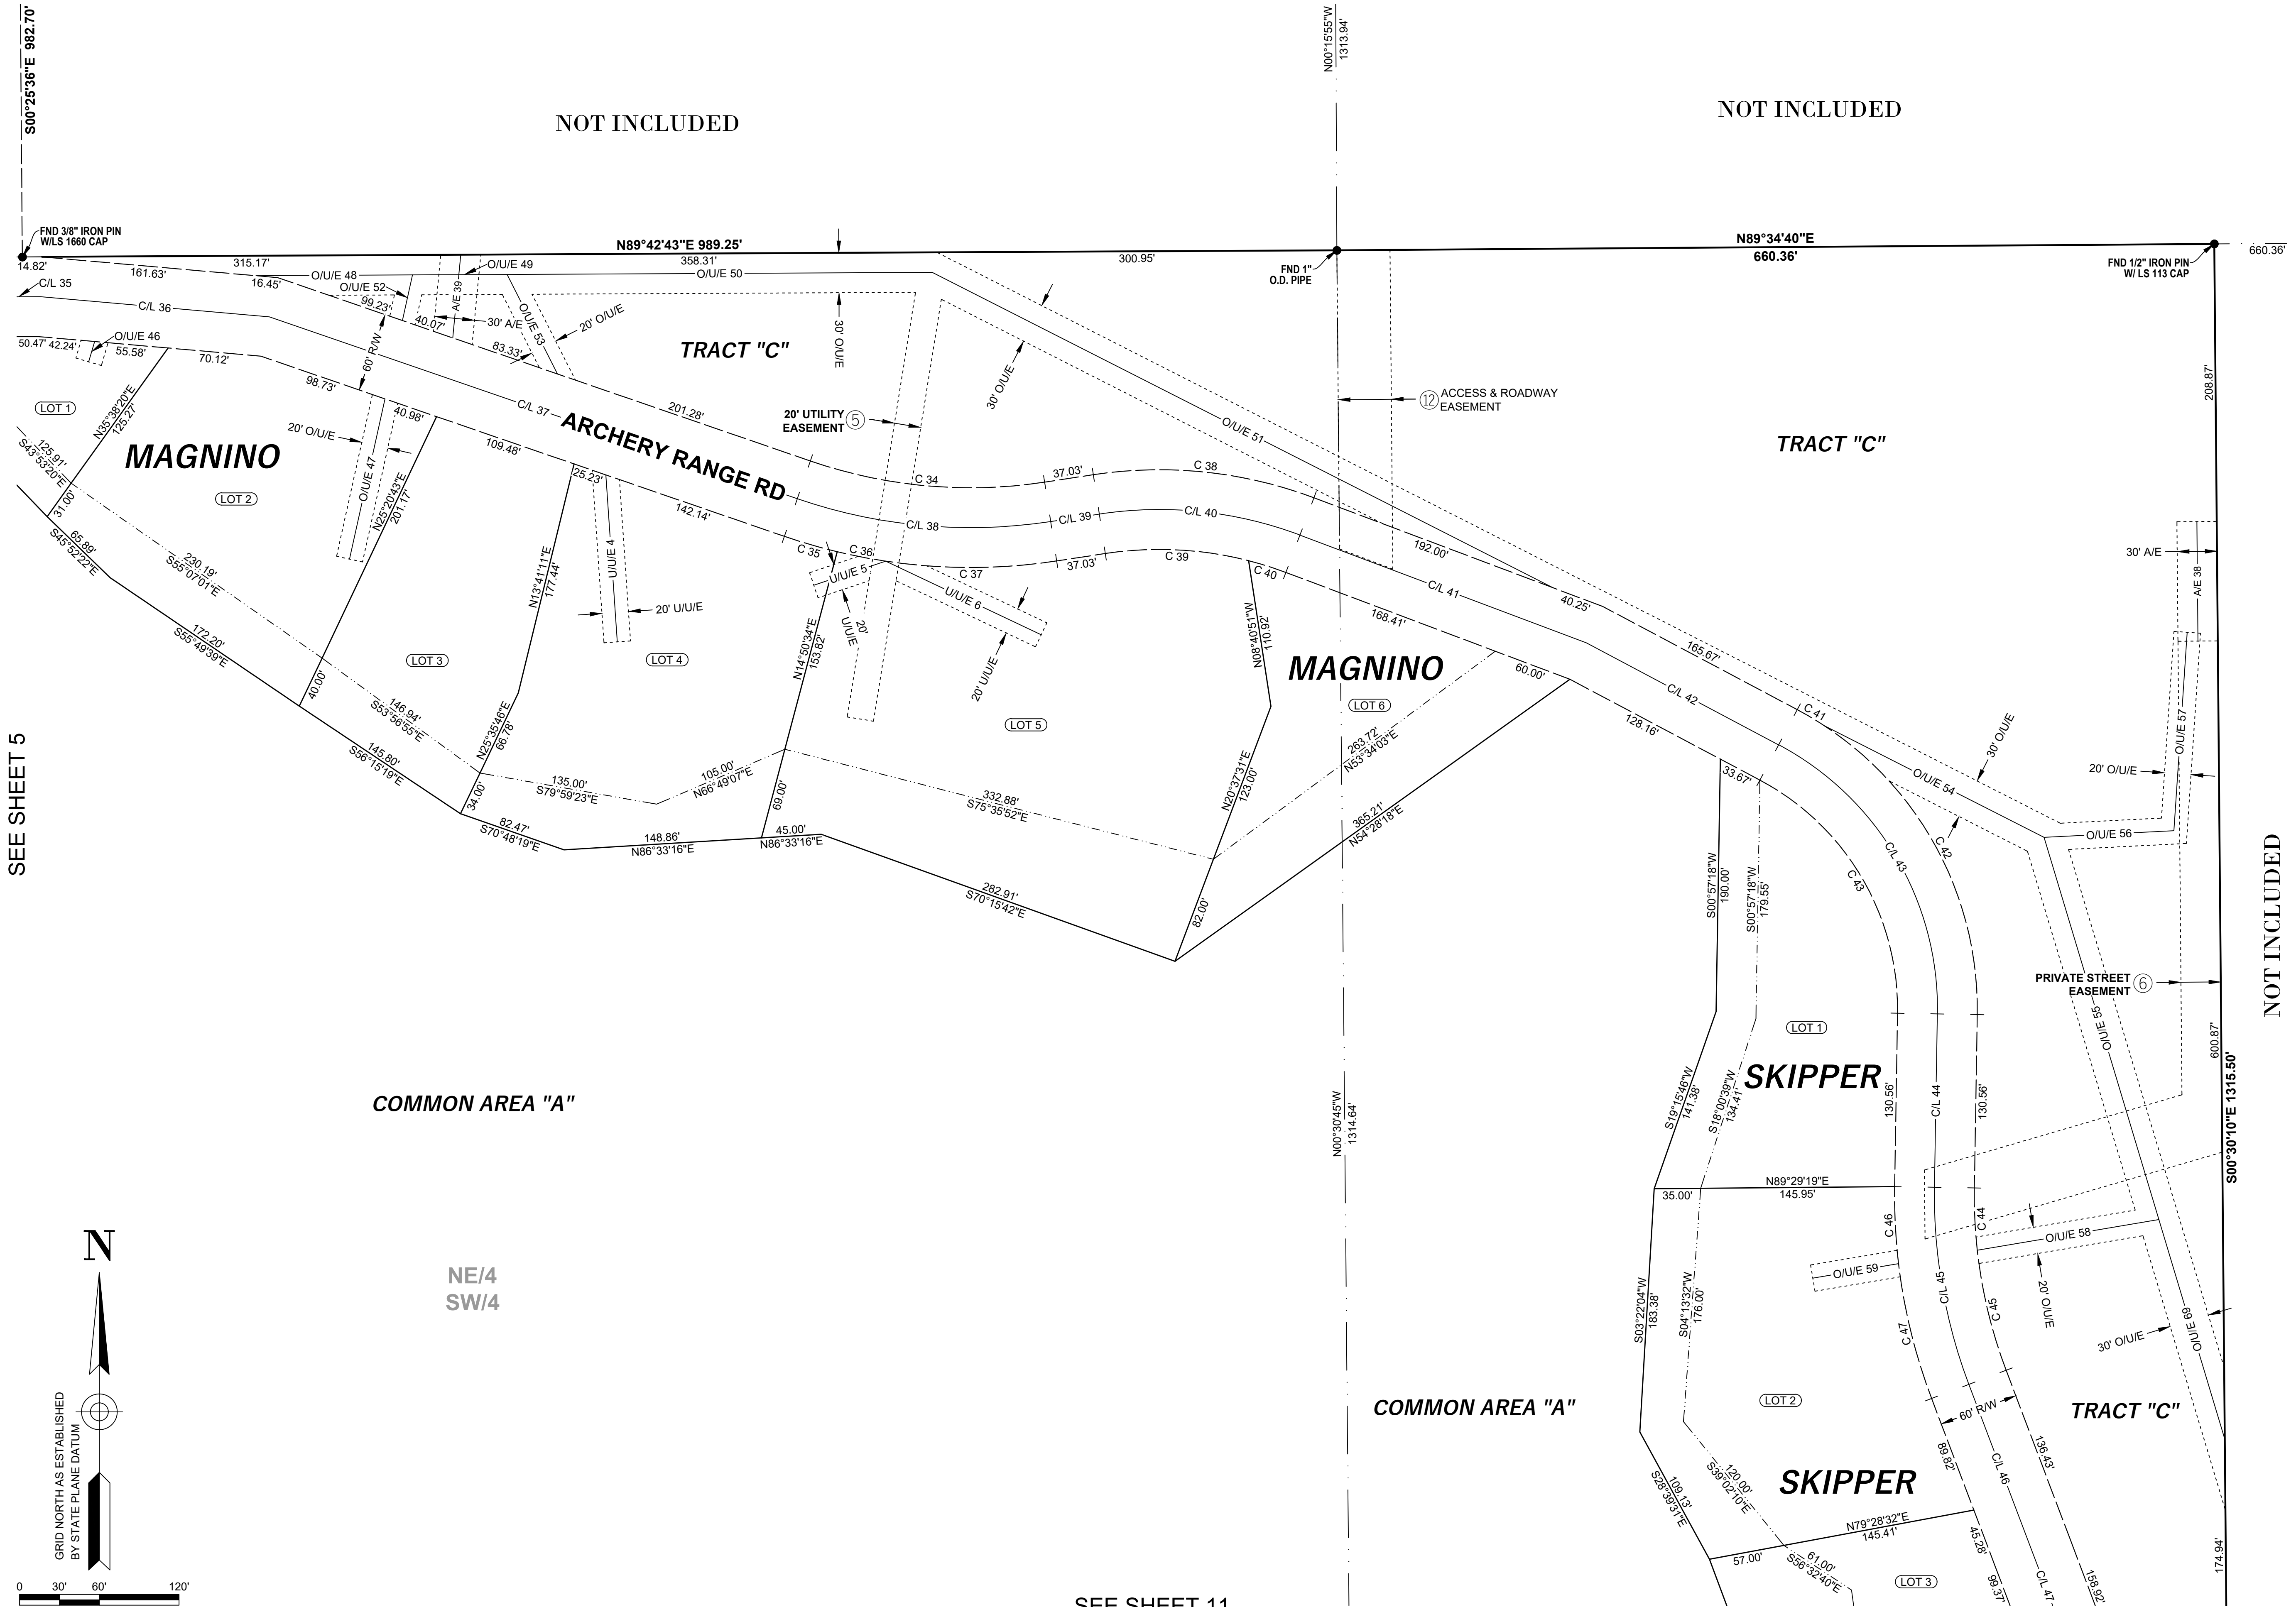 S00°25'36"E 982.70'
N00°15'55"W
1313.94'
NOT INCLUDED
NOT INCLUDED
FND 3/8" IRON PIN
W/LS 1660 CAP
N89°42'43"E 989.25'
N89°34'40"E
660.36'
660.36'
FND 1"
O.D. PIPE
FND 1/2" IRON PIN
W/ LS 113 CAP
14.82'
161.63'
315.17'
16.45'
O/U/E 48
O/U/E 49
358.31'
O/U/E 50
300.95'
C/L 35
C/L 36
O/U/E 52
99.23'
A/E 39
40.07'
30' A/E
O/U/E 53
20' O/U/E
83.33'
30' O/U/E
TRACT "C"
50.47'
42.24'
O/U/E 46
55.58'
70.12'
60' R/W
98.73'
40.98'
C/L 37
ARCHERY RANGE RD
201.28'
20' UTILITY
EASEMENT
5
30' O/U/E
O/U/E 51
12
ACCESS & ROADWAY
EASEMENT
TRACT "C"
208.87'
LOT 1
N35°38'20"E
125.27'
125.91'
S43°53'20"E
MAGNINO
LOT 2
31.00'
20' O/U/E
O/U/E 47
N25°20'43"E
201.17'
109.48'
25.23'
142.14'
C 34
37.03'
C 38
C/L 38
C/L 39
C/L 40
C 35
C 36
C 37
37.03'
C 39
C 40
192.00'
C/L 41
40.25'
65.89'
S45°52'22"E
230.19'
S55°07'01"E
172.20'
S55°49'39"E
40.00'
LOT 3
N13°41'11"E
177.44'
U/U/E 4
20' U/U/E
LOT 4
U/U/E 5
20'
U/U/E
U/U/E 6
20' U/U/E
N14°50'34"E
153.82'
LOT 5
N08°40'51"W
110.92'
168.41'
MAGNINO
LOT 6
60.00'
165.67'
C/L 42
C 41
128.16'
30' A/E
A/E 38
O/U/E 57
20' O/U/E
30' O/U/E
O/U/E 54
O/U/E 56
146.94'
S53°56'55"E
145.80'
S56°15'19"E
N25°35'46"E
66.78'
34.00'
135.00'
S79°59'23"E
105.00'
N66°49'07"E
69.00'
82.47'
S70°48'19"E
148.86'
N86°33'16"E
45.00'
N86°33'16"E
332.88'
S75°35'52"E
282.91'
S70°15'42"E
N20°37'31"E
123.00'
82.00'
263.72'
N53°34'03"E
365.21'
N54°28'18"E
33.67'
C 43
C/L 43
C 42
S00°57'18"W
190.00'
S00°57'18"W
179.55'
SEE SHEET 5
NOT INCLUDED
PRIVATE STREET
EASEMENT
6
O/U/E 55
600.87'
S00°30'10"E 1315.50'
LOT 1
SKIPPER
S19°15'46"W
141.38'
S18°00'39"W
134.41'
130.56'
C/L 44
130.56'
COMMON AREA "A"
N00°30'45"W
1314.64'
N89°29'19"E
35.00'
145.95'
C 46
C 44
O/U/E 58
O/U/E 59
20' O/U/E
C/L 45
C 45
C 47
30' O/U/E
O/U/E 69
S03°22'04"W
183.38'
S04°13'32"W
176.00'
N
NE/4
SW/4
GRID NORTH AS ESTABLISHED
BY STATE PLANE DATUM
COMMON AREA "A"
LOT 2
60' R/W
TRACT "C"
SKIPPER
89.82'
C/L 46
136.43'
120.00'
S39°02'10"E
109.13'
S28°39'31"E
N79°28'32"E
145.41'
57.00'
61.00'
S56°32'40"E
LOT 3
45.28'
99.37'
C/L 47
158.92'
174.94'
0 30' 60' 120'
SEE SHEET 11